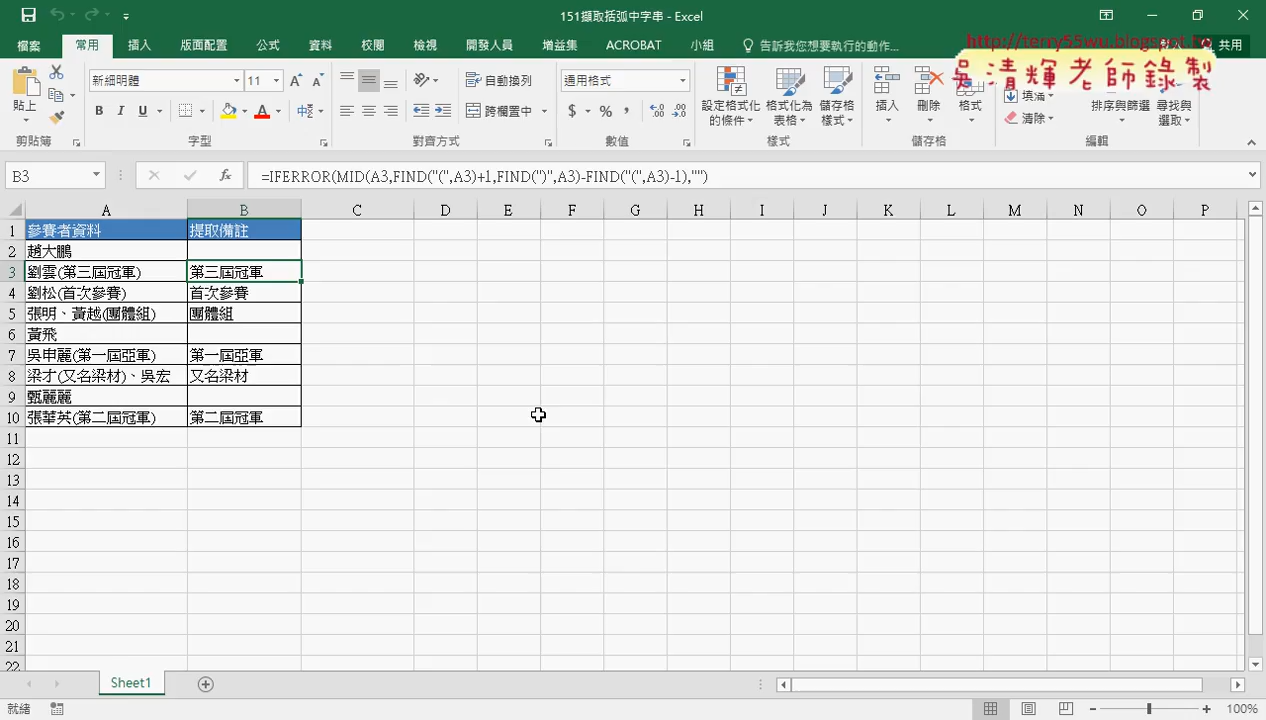 151擷取括弧中字串 - Excel
http://terry55wu.blogspot.tw
檔案 常用 插入 版面配置 公式 資料 校閱 檢視 開發人員 增益集 ACROBAT 小組 告訴我您想要執行的動作... 共用
吳清輝老師錄製
新細明體 11 自動換列 通用格式
貼上 B I U 跨欄置中 $ % , 設定格式化的條件 格式化為表格 儲存格樣式 插入 刪除 格式 填滿 清除 排序與篩選 尋找與選取
剪貼簿 字型 對齊方式 數值 樣式 儲存格 編輯
B3 fx =IFERROR(MID(A3,FIND("(",A3)+1,FIND(")",A3)-FIND("(",A3)-1),"")
A B C D E F G H I J K L M N O P
1 參賽者資料 提取備註
2 趙大鵬
3 劉雲(第三屆冠軍) 第三屆冠軍
4 劉松(首次參賽) 首次參賽
5 張明、黃越(團體組) 團體組
6 黃飛
7 吳申麗(第一屆亞軍) 第一屆亞軍
8 梁才(又名梁材)、吳宏 又名梁材
9 甄麗麗
10 張華英(第二屆冠軍) 第二屆冠軍
11
12
13
14
15
16
17
18
19
20
21
22
Sheet1
就緒 100%